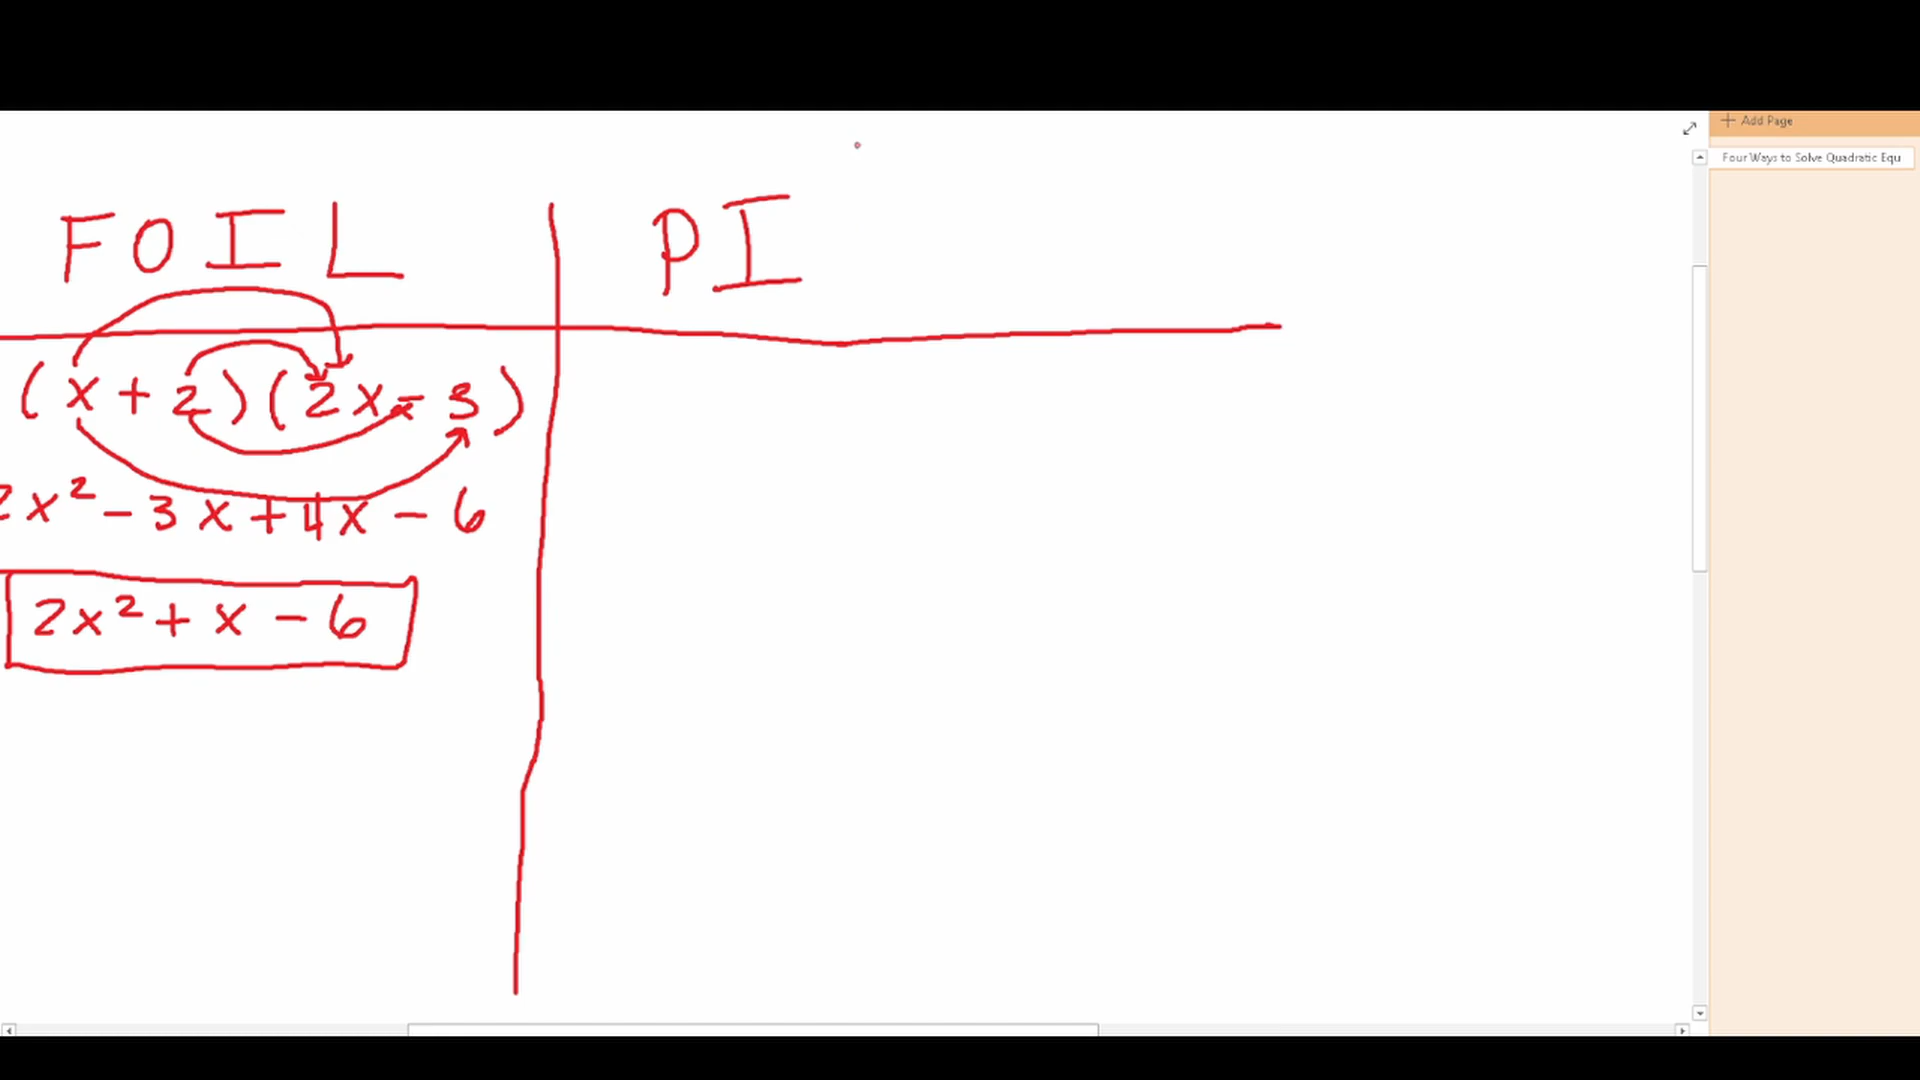 FOIL
(x+2)(2x-3)
2x²-3x+4x-6
2x²+x-6
PI
+ Add Page
Four Ways to Solve Quadratic Equ